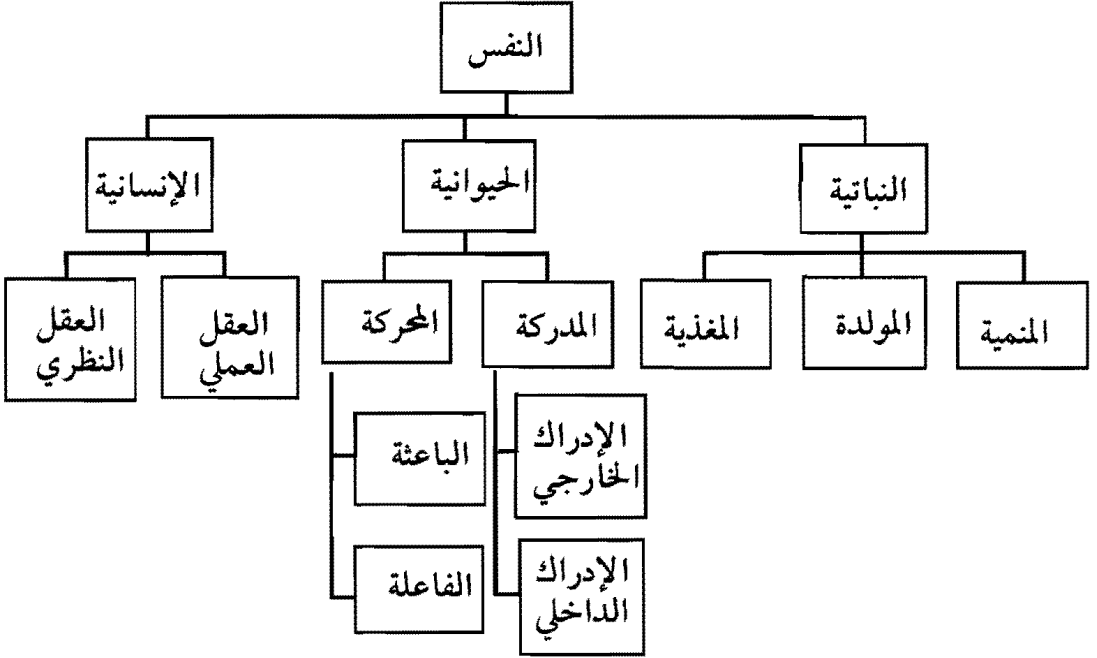 النفس
النباتية
الحيوانية
الإنسانية
المنمية
المولدة
المغذية
المدركة
المحركة
العقل
العملي
العقل
النظري
الإدراك
الخارجي
الباعثة
الإدراك
الداخلي
الفاعلة